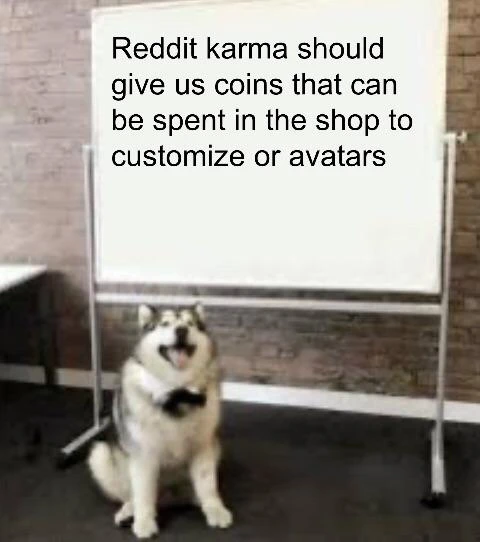 Reddit karma should
give us coins that can
be spent in the shop to
customize or avatars